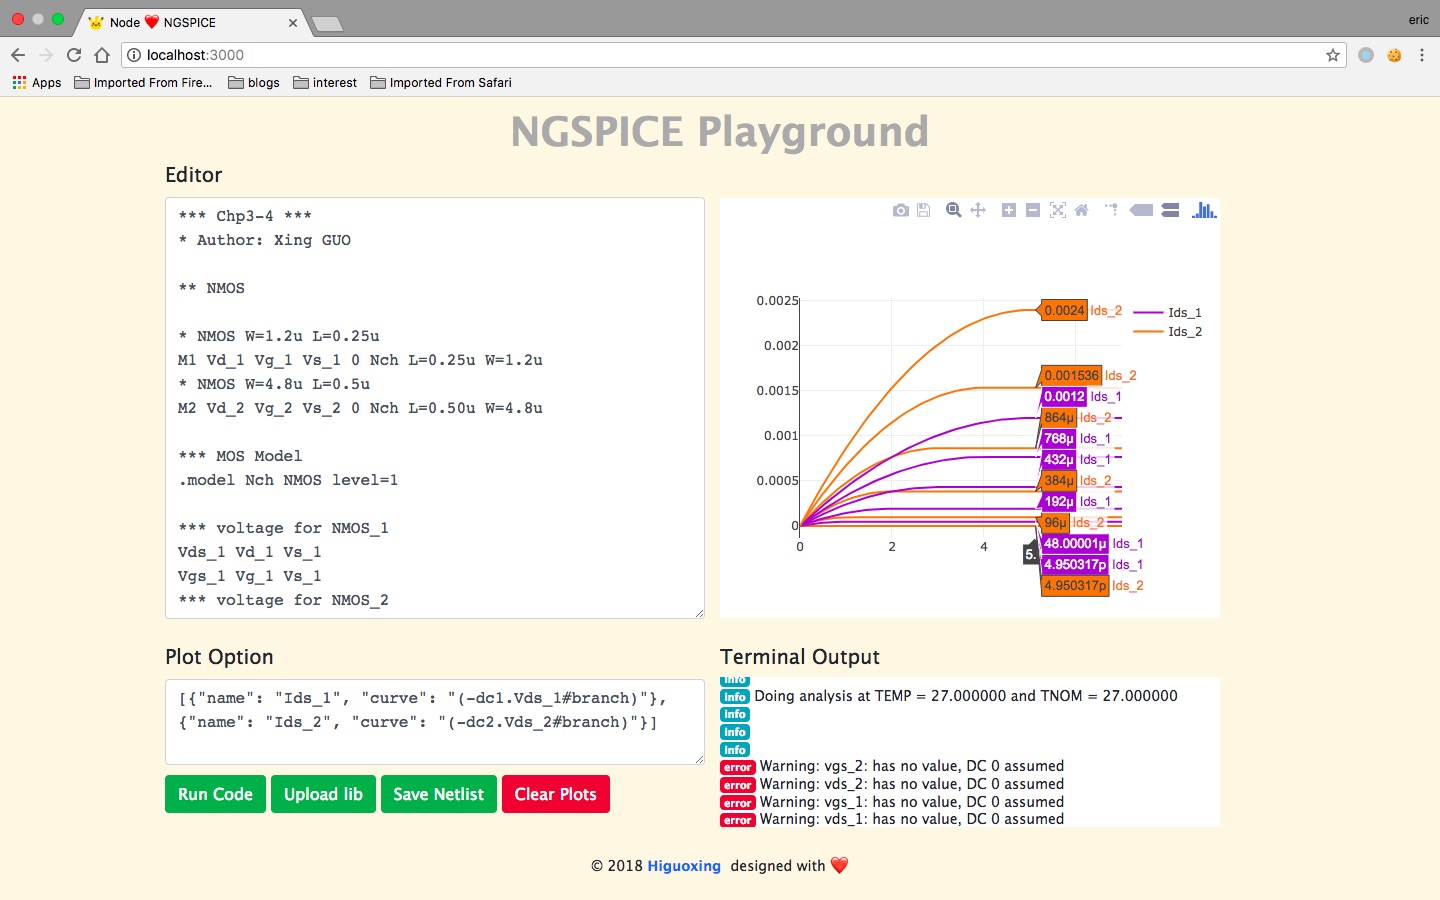 Node ❤️ NGSPICE
eric
localhost:3000
Apps
Imported From Fire...
blogs
interest
Imported From Safari
NGSPICE Playground
Editor
*** Chp3-4 ***
* Author: Xing GUO
** NMOS
* NMOS W=1.2u L=0.25u
M1 Vd_1 Vg_1 Vs_1 0 Nch L=0.25u W=1.2u
* NMOS W=4.8u L=0.5u
M2 Vd_2 Vg_2 Vs_2 0 Nch L=0.50u W=4.8u
*** MOS Model
.model Nch NMOS level=1
*** voltage for NMOS_1
Vds_1 Vd_1 Vs_1
Vgs_1 Vg_1 Vs_1
*** voltage for NMOS_2
0.0025
0.002
0.0015
0.001
0.0005
0
0
2
4
5.
0.0024 Ids_2
0.001536 Ids_2
0.0012 Ids_1
864μ Ids_2
768μ Ids_1
432μ Ids_1
384μ Ids_2
192μ Ids_1
96μ Ids_2
48.00001μ Ids_1
4.950317p Ids_1
4.950317p Ids_2
Ids_1
Ids_2
Plot Option
[{"name": "Ids_1", "curve": "(-dc1.Vds_1#branch)"},
{"name": "Ids_2", "curve": "(-dc2.Vds_2#branch)"}]
Run Code
Upload lib
Save Netlist
Clear Plots
Terminal Output
info
info Doing analysis at TEMP = 27.000000 and TNOM = 27.000000
info
info
info
error Warning: vgs_2: has no value, DC 0 assumed
error Warning: vds_2: has no value, DC 0 assumed
error Warning: vgs_1: has no value, DC 0 assumed
error Warning: vds_1: has no value, DC 0 assumed
© 2018 Higuoxing designed with ❤️